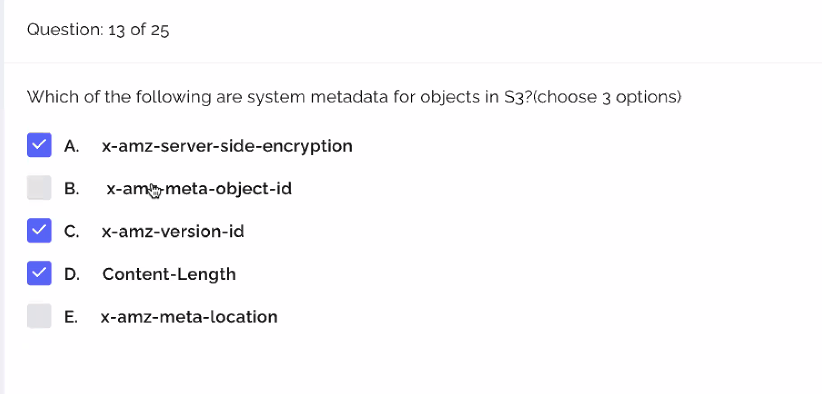 Question: 13 of 25
Which of the following are system metadata for objects in S3?(choose 3 options)
A. x-amz-server-side-encryption
B. x-am -meta-object-id
C. x-amz-version-id
D. Content-Length
E. x-amz-meta-location